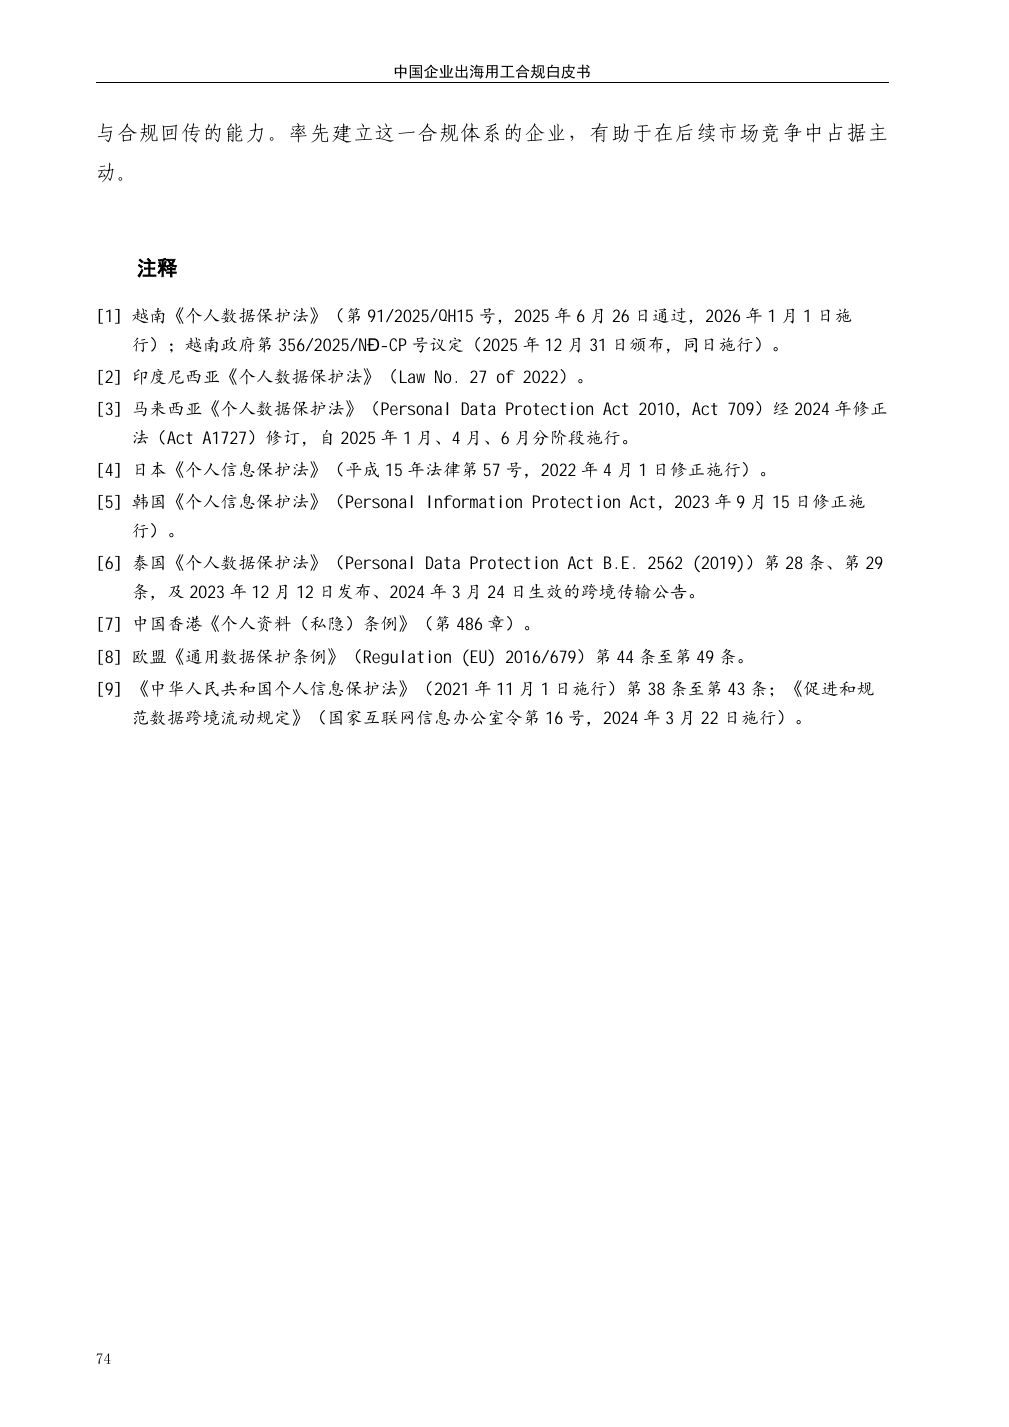 中国企业出海用工合规白皮书
与合规回传的能力。率先建立这一合规体系的企业，有助于在后续市场竞争中占据主
动。
注释
[1] 越南《个人数据保护法》（第 91/2025/QH15 号，2025 年 6 月 26 日通过，2026 年 1 月 1 日施
行）；越南政府第 356/2025/NĐ-CP 号议定（2025 年 12 月 31 日颁布，同日施行）。
[2] 印度尼西亚《个人数据保护法》（Law No. 27 of 2022）。
[3] 马来西亚《个人数据保护法》（Personal Data Protection Act 2010，Act 709）经 2024 年修正
法（Act A1727）修订，自 2025 年 1 月、4 月、6 月分阶段施行。
[4] 日本《个人信息保护法》（平成 15 年法律第 57 号，2022 年 4 月 1 日修正施行）。
[5] 韩国《个人信息保护法》（Personal Information Protection Act，2023 年 9 月 15 日修正施
行）。
[6] 泰国《个人数据保护法》（Personal Data Protection Act B.E. 2562 (2019)）第 28 条、第 29
条，及 2023 年 12 月 12 日发布、2024 年 3 月 24 日生效的跨境传输公告。
[7] 中国香港《个人资料（私隐）条例》（第 486 章）。
[8] 欧盟《通用数据保护条例》（Regulation (EU) 2016/679）第 44 条至第 49 条。
[9] 《中华人民共和国个人信息保护法》（2021 年 11 月 1 日施行）第 38 条至第 43 条；《促进和规
范数据跨境流动规定》（国家互联网信息办公室令第 16 号，2024 年 3 月 22 日施行）。
74